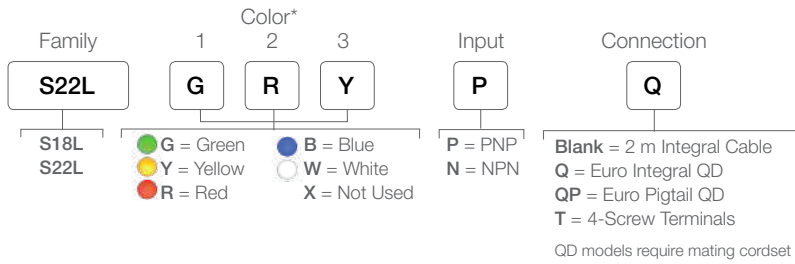 Color*
Family 1 2 3 Input Connection
S22L G R Y P Q
S18L
S22L
G = Green
Y = Yellow
R = Red
B = Blue
W = White
X = Not Used
P = PNP
N = NPN
Blank = 2 m Integral Cable
Q = Euro Integral QD
QP = Euro Pigtail QD
T = 4-Screw Terminals
QD models require mating cordset